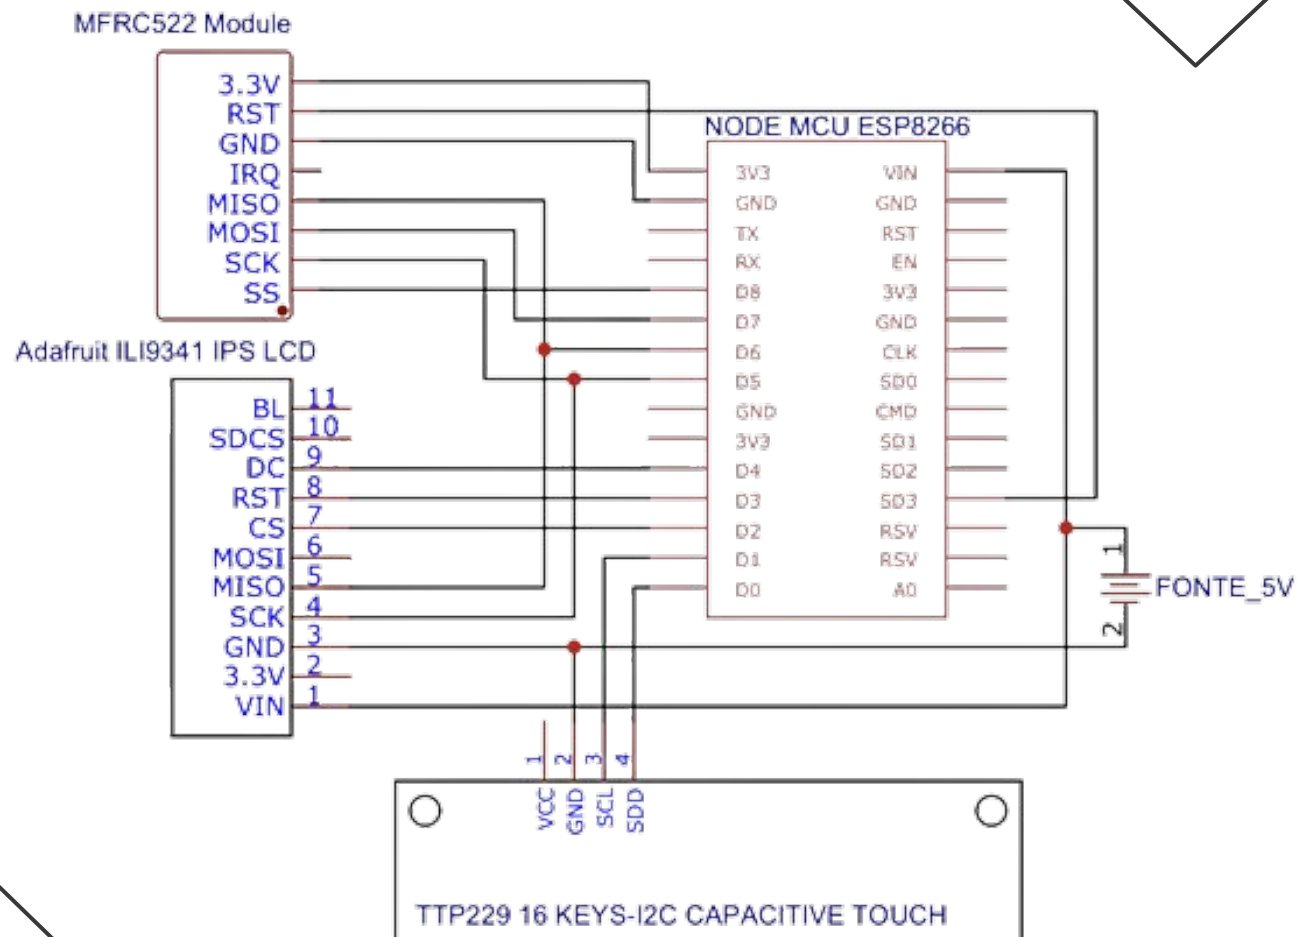 MFRC522 Module
3.3V
RST
GND
IRQ
MISO
MOSI
SCK
SS
NODE MCU ESP8266
3V3 VIN
GND GND
TX RST
RX EN
D8 3V3
D7 GND
D6 CLK
D5 SD0
GND CMD
3V3 SD1
D4 SD2
D3 SD3
D2 RSV
D1 RSV
D0 A0
Adafruit ILI9341 IPS LCD
BL 11
SDCS 10
DC 9
RST 8
CS 7
MOSI 6
MISO 5
SCK 4
GND 3
3.3V 2
VIN 1
1
FONTE_5V
2
1 2 3 4
VCC GND SCL SDD
TTP229 16 KEYS-I2C CAPACITIVE TOUCH